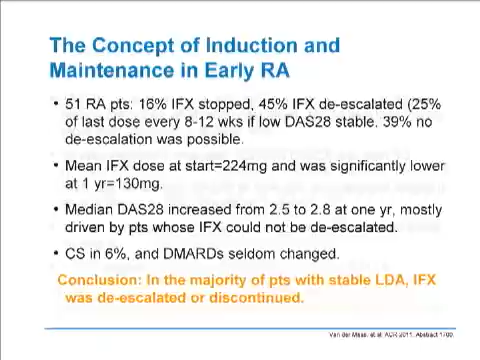 The Concept of Induction and
Maintenance in Early RA
• 51 RA pts: 16% IFX stopped, 45% IFX de-escalated (25%
of last dose every 8-12 wks if low DAS28 stable. 39% no
de-escalation was possible.
• Mean IFX dose at start=224mg and was significantly lower
at 1 yr=130mg.
• Median DAS28 increased from 2.5 to 2.8 at one yr, mostly
driven by pts whose IFX could not be de-escalated.
• CS in 6%, and DMARDs seldom changed.
Conclusion: In the majority of pts with stable LDA, IFX
was de-escalated or discontinued.
Van der Maas, et al: ACR 2011, Abstract 1700.